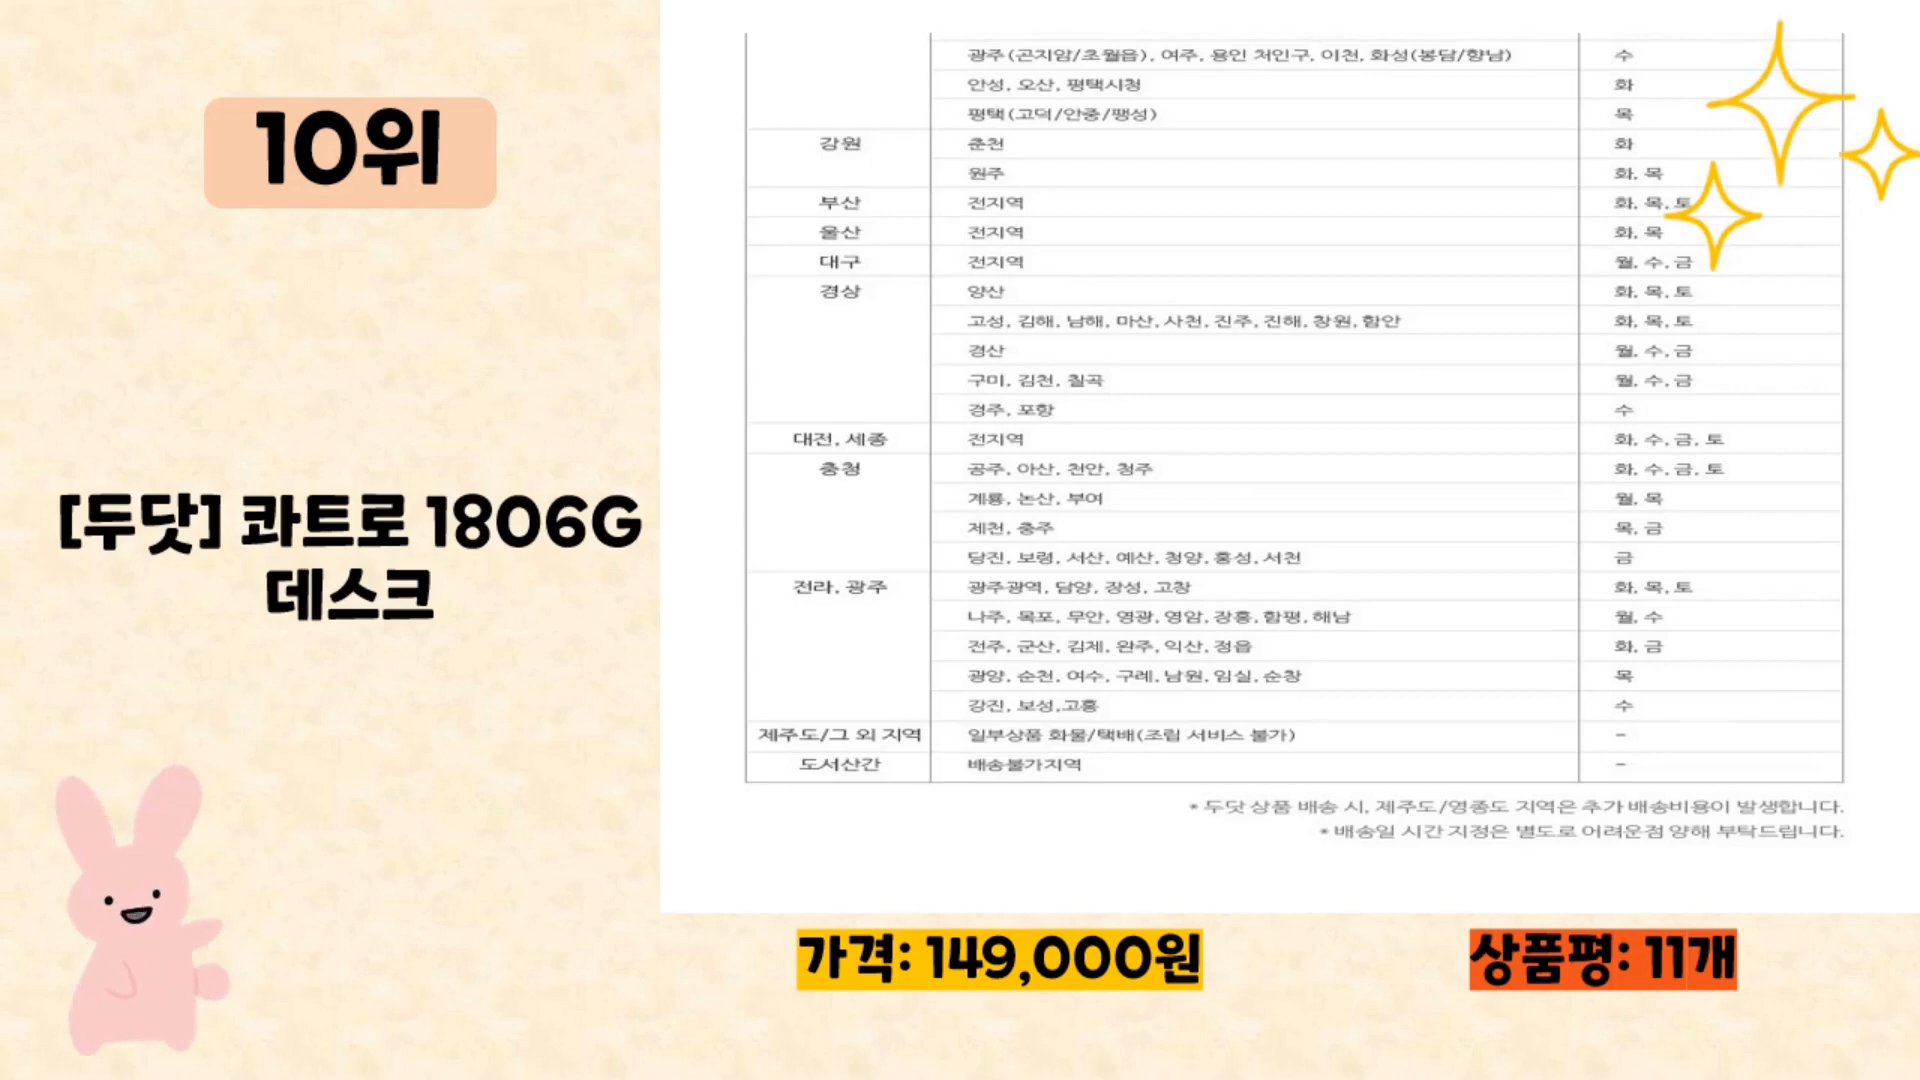 10위
[두닷] 콰트로 1806G
데스크
광주(곤지암/초월읍), 여주, 용인 처인구, 이천, 화성(봉담/향남) 수
안성, 오산, 평택시청 화
평택(고덕/안중/팽성) 목
강원 춘천 화
원주 화, 목
부산 전지역 화, 목, 토
울산 전지역 화, 목
대구 전지역 월, 수, 금
경상 양산 화, 목, 토
고성, 김해, 남해, 마산, 사천, 진주, 진해, 창원, 함안 화, 목, 토
경산 월, 수, 금
구미, 김천, 칠곡 월, 수, 금
경주, 포항 수
대전, 세종 전지역 화, 수, 금, 토
충청 공주, 아산, 천안, 청주 화, 수, 금, 토
계룡, 논산, 부여 월, 목
제천, 충주 목, 금
당진, 보령, 서산, 예산, 청양, 홍성, 서천 금
전라, 광주 광주광역, 담양, 장성, 고창 화, 목, 토
나주, 목포, 무안, 영광, 영암, 장흥, 함평, 해남 월, 수
전주, 군산, 김제, 완주, 익산, 정읍 화, 금
광양, 순천, 여수, 구례, 남원, 임실, 순창 목
강진, 보성,고흥 수
제주도/그 외 지역 일부상품 화물/택배(조립 서비스 불가) -
도서산간 배송불가지역 -
* 두닷 상품 배송 시, 제주도/영종도 지역은 추가 배송비용이 발생합니다.
* 배송일 시간 지정은 별도로 어려운점 양해 부탁드립니다.
가격: 149,000원
상품평: 11개